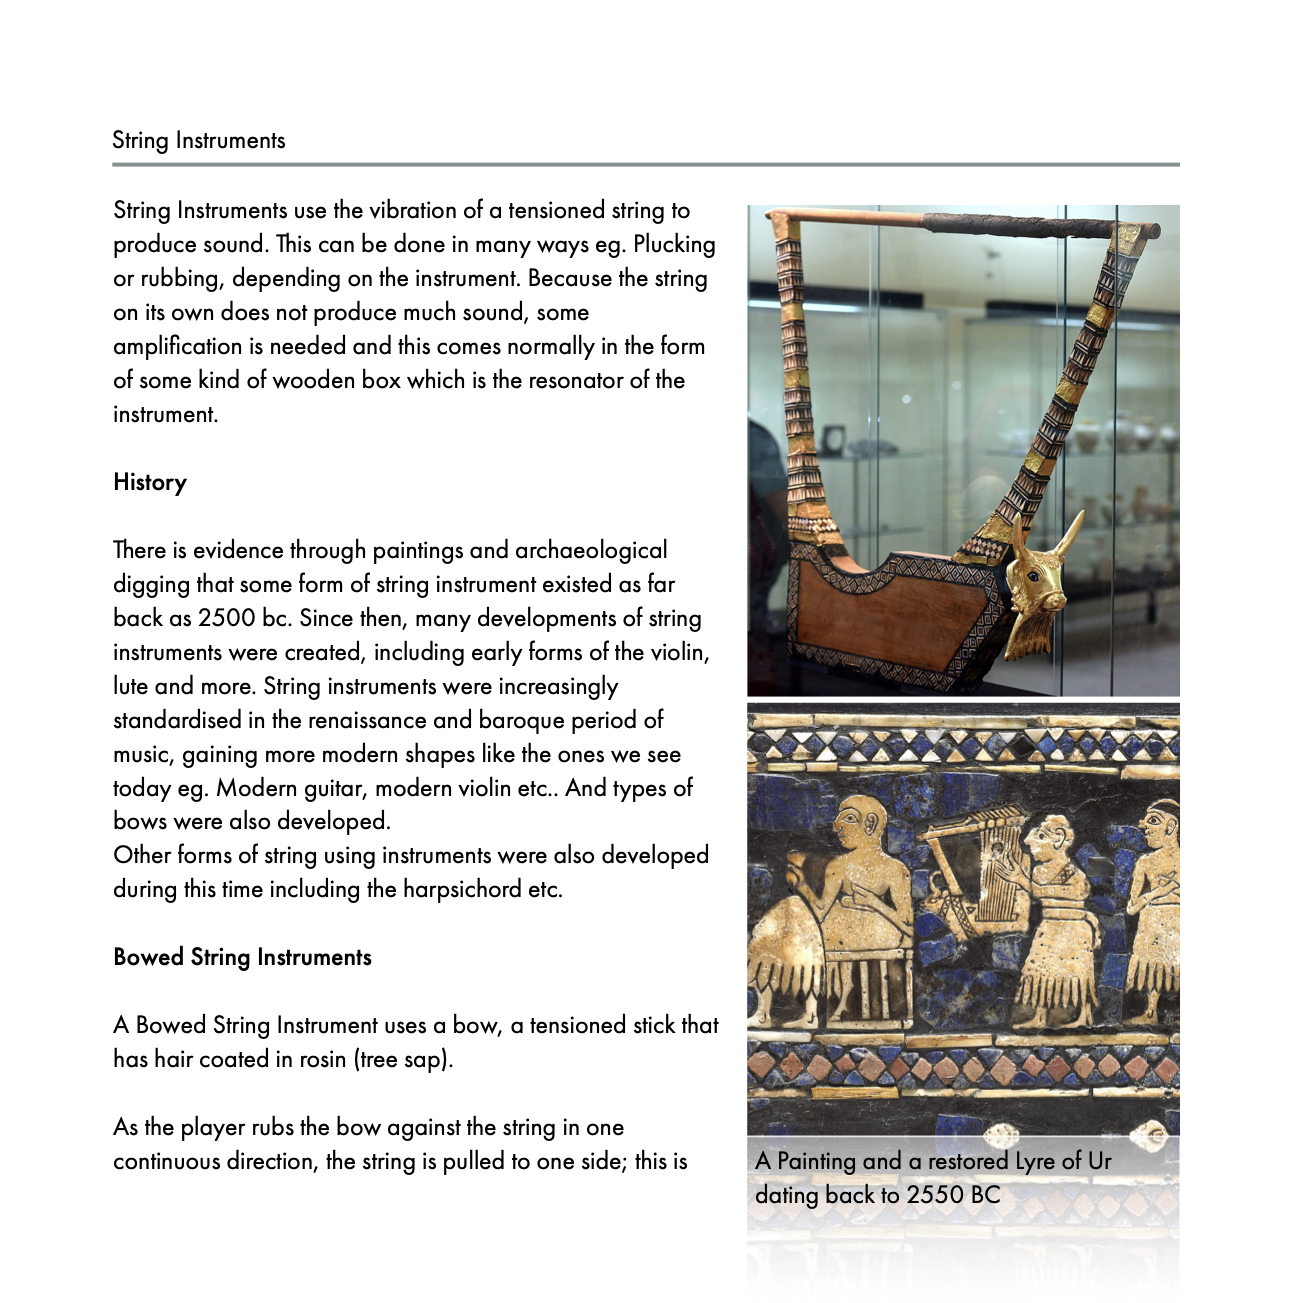 String Instruments
String Instruments use the vibration of a tensioned string to
produce sound. This can be done in many ways eg. Plucking
or rubbing, depending on the instrument. Because the string
on its own does not produce much sound, some
amplification is needed and this comes normally in the form
of some kind of wooden box which is the resonator of the
instrument.
History
There is evidence through paintings and archaeological
digging that some form of string instrument existed as far
back as 2500 bc. Since then, many developments of string
instruments were created, including early forms of the violin,
lute and more. String instruments were increasingly
standardised in the renaissance and baroque period of
music, gaining more modern shapes like the ones we see
today eg. Modern guitar, modern violin etc.. And types of
bows were also developed.
Other forms of string using instruments were also developed
during this time including the harpsichord etc.
Bowed String Instruments
A Bowed String Instrument uses a bow, a tensioned stick that
has hair coated in rosin (tree sap).
As the player rubs the bow against the string in one
continuous direction, the string is pulled to one side; this is
A Painting and a restored Lyre of Ur
dating back to 2550 BC